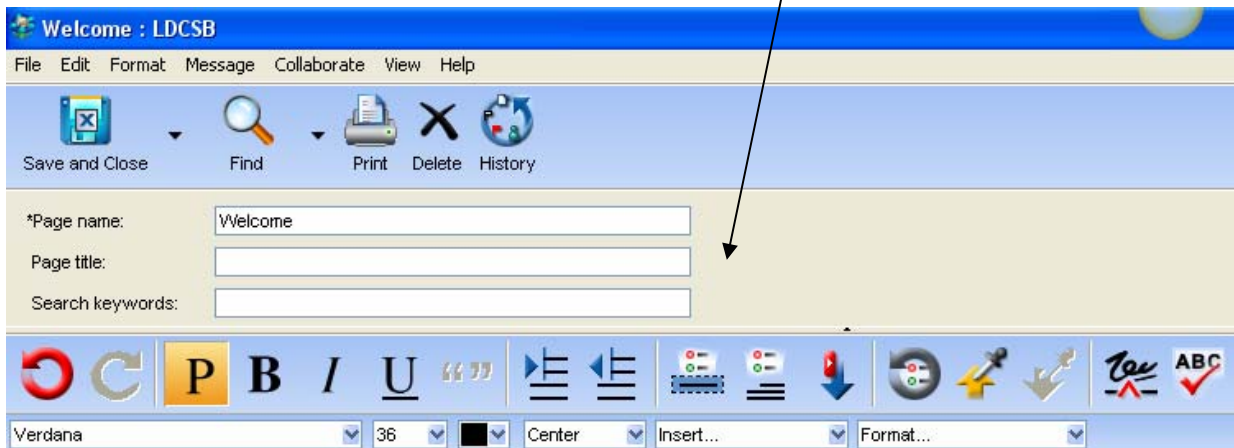 Welcome : LDCSB
File Edit Format Message Collaborate View Help
Save and Close Find Print Delete History
*Page name: Welcome
Page title:
Search keywords:
P B I U “ ” ABC
Verdana 36 Center Insert... Format...